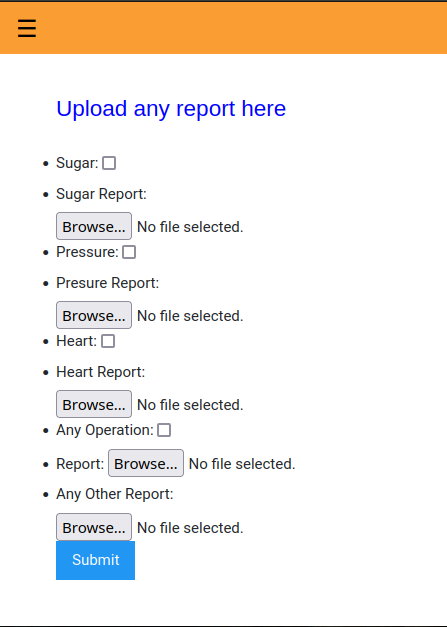 ☰
Upload any report here
• Sugar:
• Sugar Report:
Browse... No file selected.
• Pressure:
• Presure Report:
Browse... No file selected.
• Heart:
• Heart Report:
Browse... No file selected.
• Any Operation:
• Report: Browse... No file selected.
• Any Other Report:
Browse... No file selected.
Submit